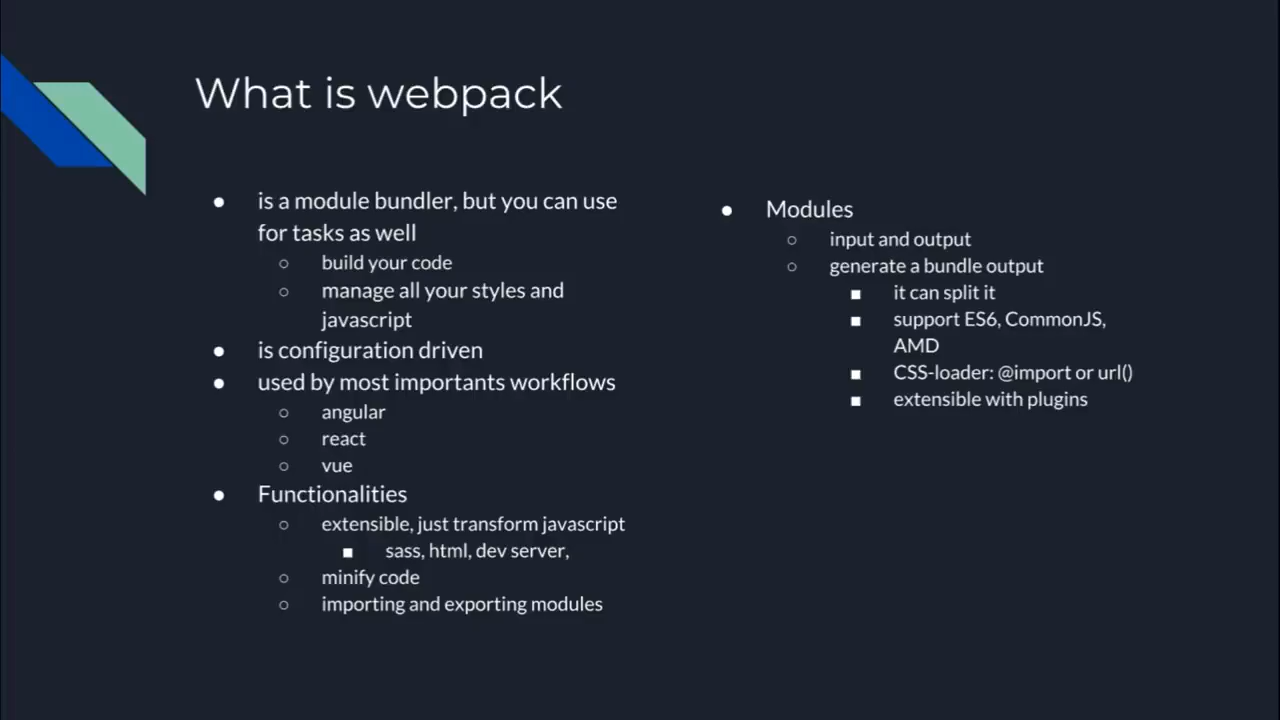 What is webpack
● is a module bundler, but you can use
for tasks as well
○ build your code
○ manage all your styles and
javascript
● is configuration driven
● used by most importants workflows
○ angular
○ react
○ vue
● Functionalities
○ extensible, just transform javascript
■ sass, html, dev server,
○ minify code
○ importing and exporting modules
● Modules
○ input and output
○ generate a bundle output
■ it can split it
■ support ES6, CommonJS,
AMD
■ CSS-loader: @import or url()
■ extensible with plugins